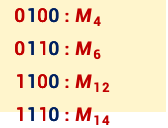 0100 : M₄
0110 : M₆
1100 : M₁₂
1110 : M₁₄